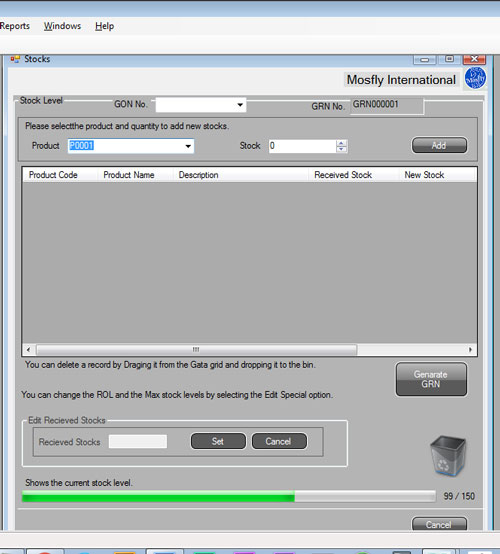 Reports Windows Help
Stocks
Mosfly International
Mosfly
Stock Level GON No. GRN No. GRN000001
Please selectthe product and quantity to add new stocks.
Product P0001 Stock 0 Add
Product Code Product Name Description Received Stock New Stock
You can delete a record by Draging it from the Gata grid and dropping it to the bin.
Genarate
GRN
You can change the ROL and the Max stock levels by selecting the Edit Special option.
Edit Recieved Stocks
Recieved Stocks Set Cancel
Shows the current stock level.
99 / 150
Cancel